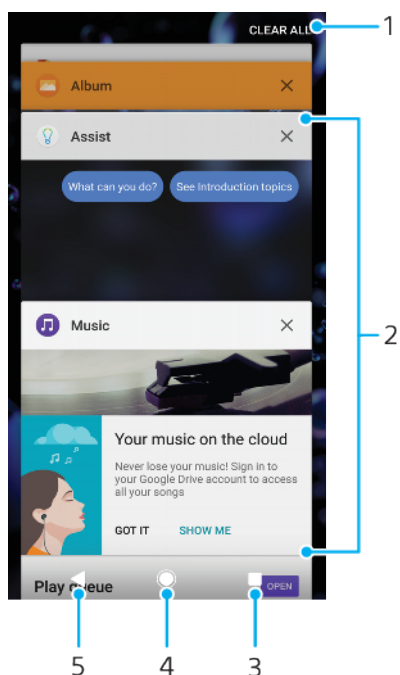 CLEAR ALL
1
Album
Assist
2
What can you do?
See Introduction topics
Music
Your music on the cloud
Never lose your music! Sign in to
your Google Drive account to access
all your songs
GOT IT
SHOW ME
Play queue
OPEN
5
4
3